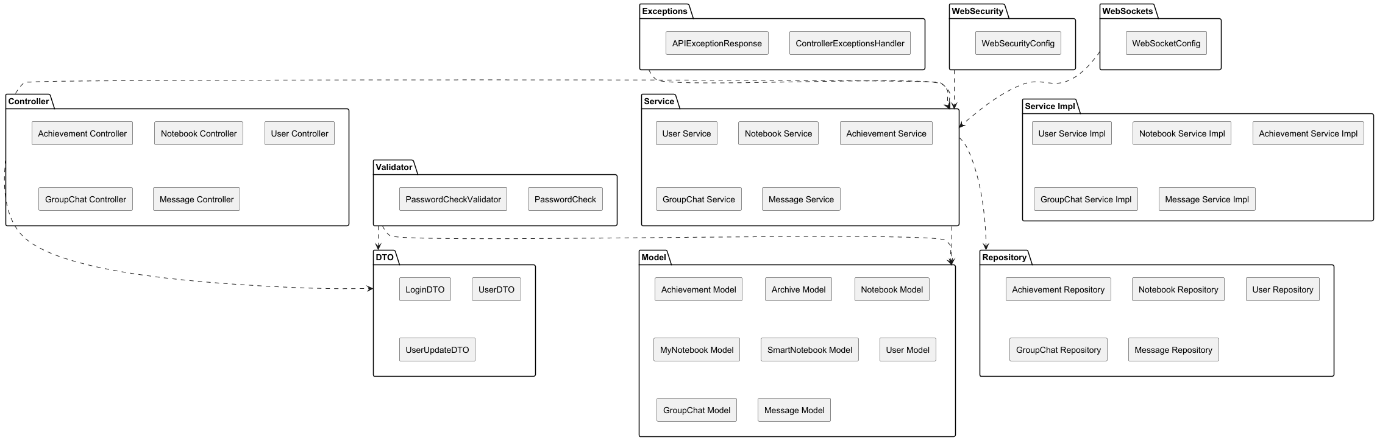 Exceptions
APIExceptionResponse
ControllerExceptionsHandler
WebSecurity
WebSecurityConfig
WebSockets
WebSocketConfig
Controller
Achievement Controller
Notebook Controller
User Controller
GroupChat Controller
Message Controller
Validator
PasswordCheckValidator
PasswordCheck
Service
User Service
Notebook Service
Achievement Service
GroupChat Service
Message Service
Service Impl
User Service Impl
Notebook Service Impl
Achievement Service Impl
GroupChat Service Impl
Message Service Impl
DTO
LoginDTO
UserDTO
UserUpdateDTO
Model
Achievement Model
Archive Model
Notebook Model
MyNotebook Model
SmartNotebook Model
User Model
GroupChat Model
Message Model
Repository
Achievement Repository
Notebook Repository
User Repository
GroupChat Repository
Message Repository